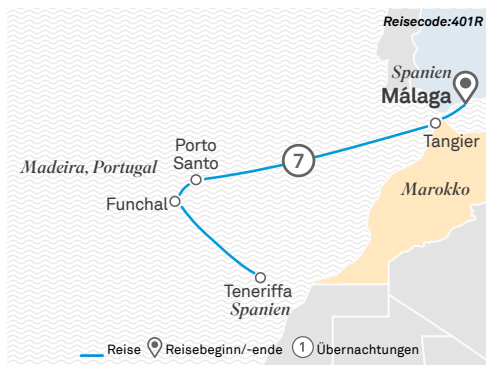 Reisecode:401R
Spanien
Málaga
Tangier
Porto
Santo
7
Madeira, Portugal
Marokko
Funchal
Teneriffa
Spanien
Reise Reisebeginn/-ende 1 Übernachtungen